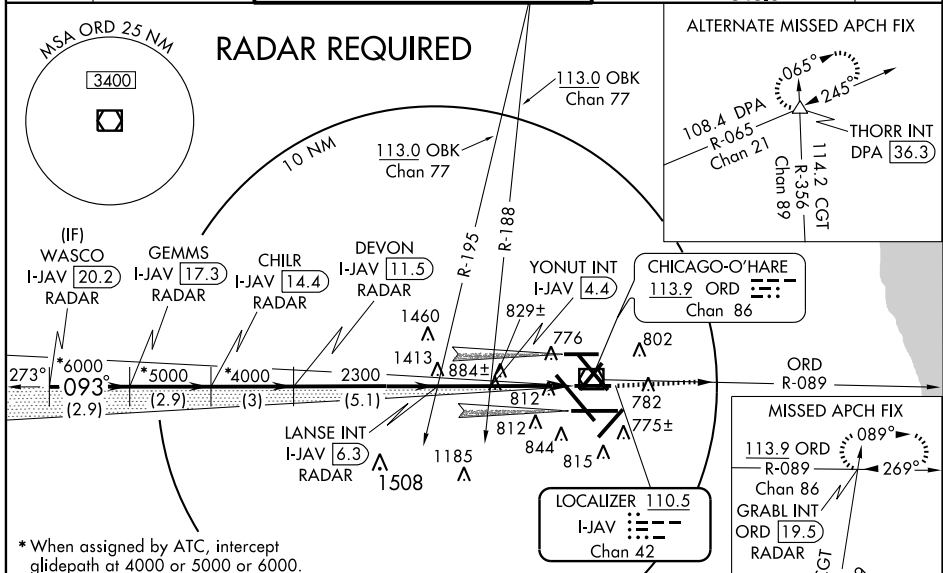 MSA ORD 25 NM
3400
RADAR REQUIRED
ALTERNATE MISSED APCH FIX
065°
245°
108.4 DPA
R-065
Chan 21
THORR INT
DPA 36.3
114.2 CGT
R-356
Chan 89
113.0 OBK
Chan 77
113.0 OBK
Chan 77
10 NM
R-195
R-188
(IF)
WASCO
I-JAV 20.2
RADAR
GEMMS
I-JAV 17.3
RADAR
CHILR
I-JAV 14.4
RADAR
DEVON
I-JAV 11.5
RADAR
YONUT INT
I-JAV 4.4
CHICAGO-O'HARE
113.9 ORD
Chan 86
1460
829±
776
802
1413
884±
273°
*6000
093°
*5000
*4000
2300
(2.9)
(2.9)
(3)
(5.1)
812
782
ORD
R-089
LANSE INT
I-JAV 6.3
RADAR
1508
1185
812
844
815
775±
LOCALIZER 110.5
I-JAV
Chan 42
MISSED APCH FIX
089°
269°
113.9 ORD
R-089
Chan 86
GRABL INT
ORD 19.5
RADAR
CGT
* When assigned by ATC, intercept
glidepath at 4000 or 5000 or 6000.